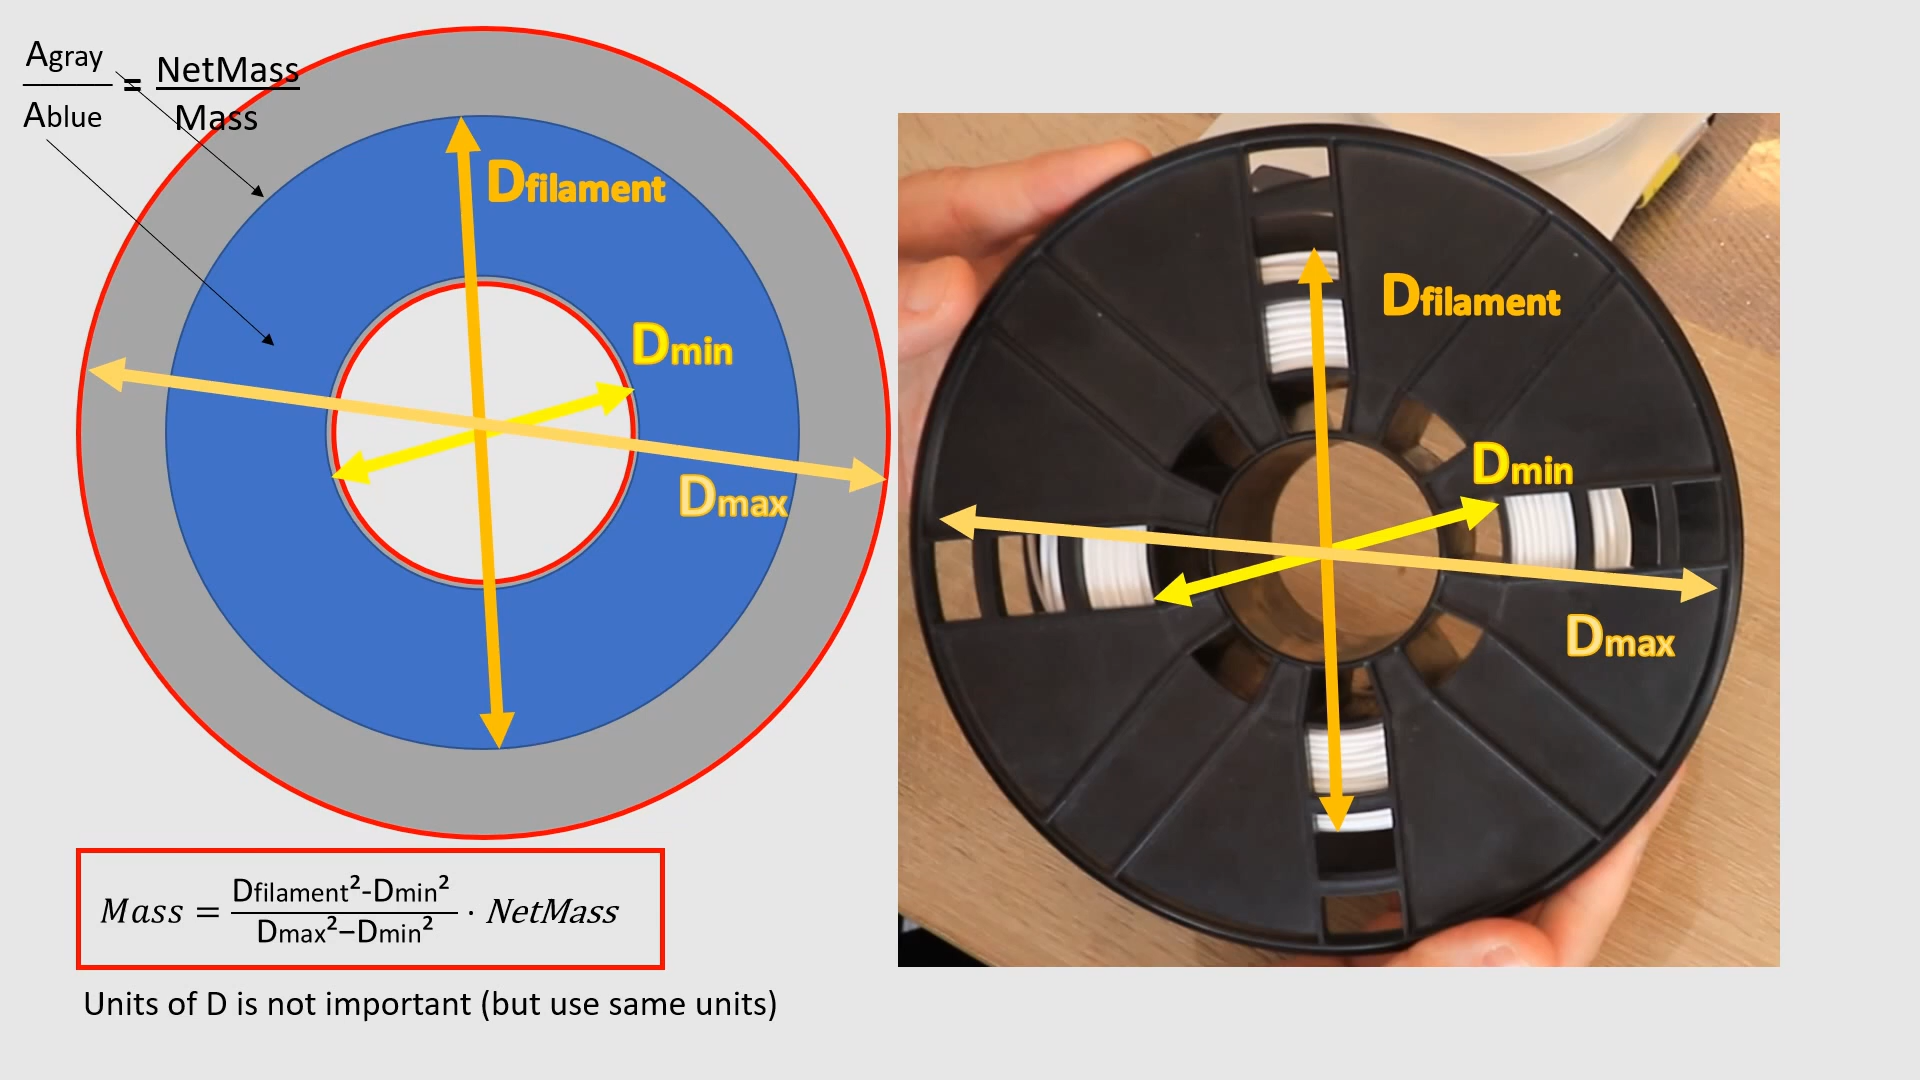 Agray
Ablue
=
NetMass
Mass
Dfilament
Dmin
Dmax
Mass = Dfilament²-Dmin² / Dmax²–Dmin² · NetMass
Units of D is not important (but use same units)
Dfilament
Dmin
Dmax